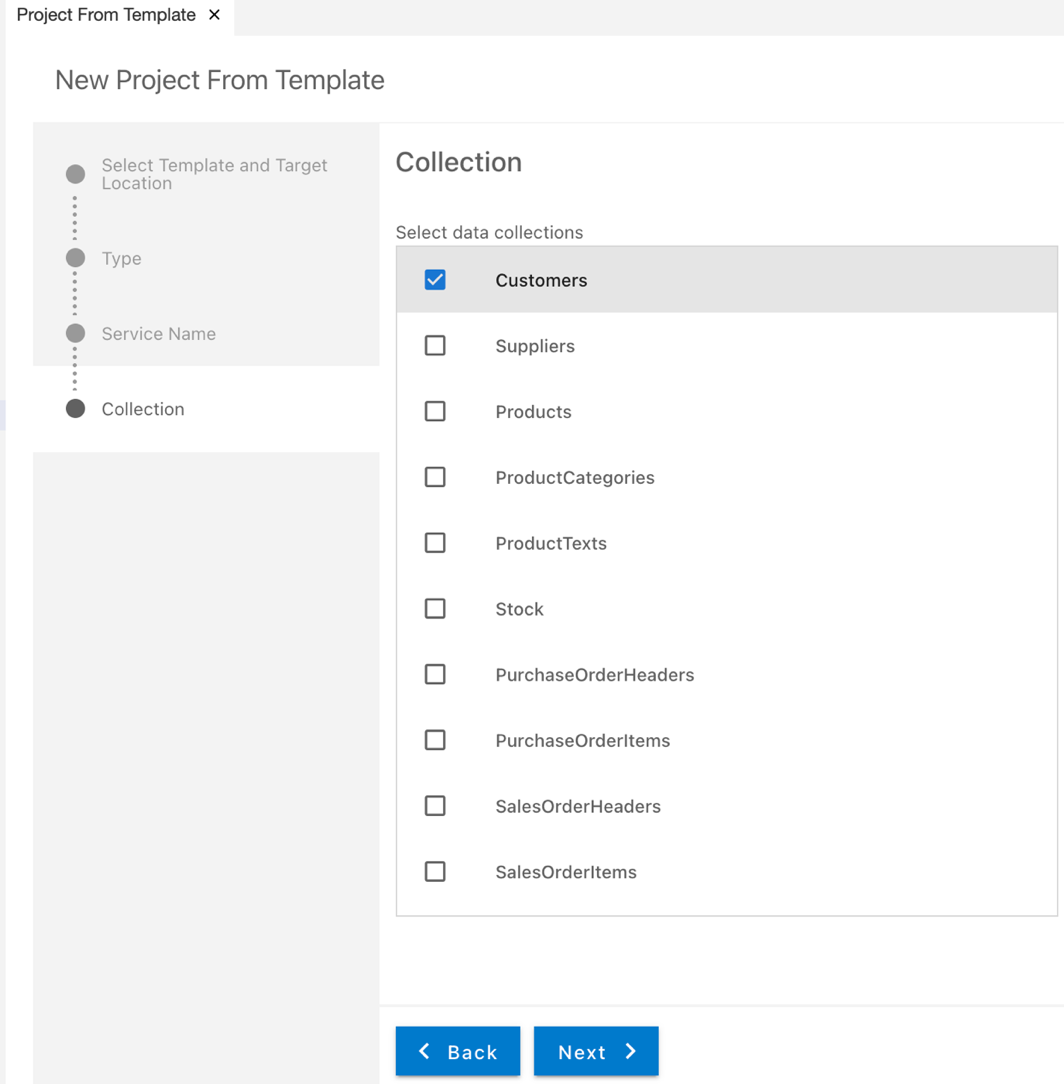 Project From Template
New Project From Template
Select Template and Target
Location
Type
Service Name
Collection
Collection
Select data collections
Customers
Suppliers
Products
ProductCategories
ProductTexts
Stock
PurchaseOrderHeaders
PurchaseOrderItems
SalesOrderHeaders
SalesOrderItems
Back
Next